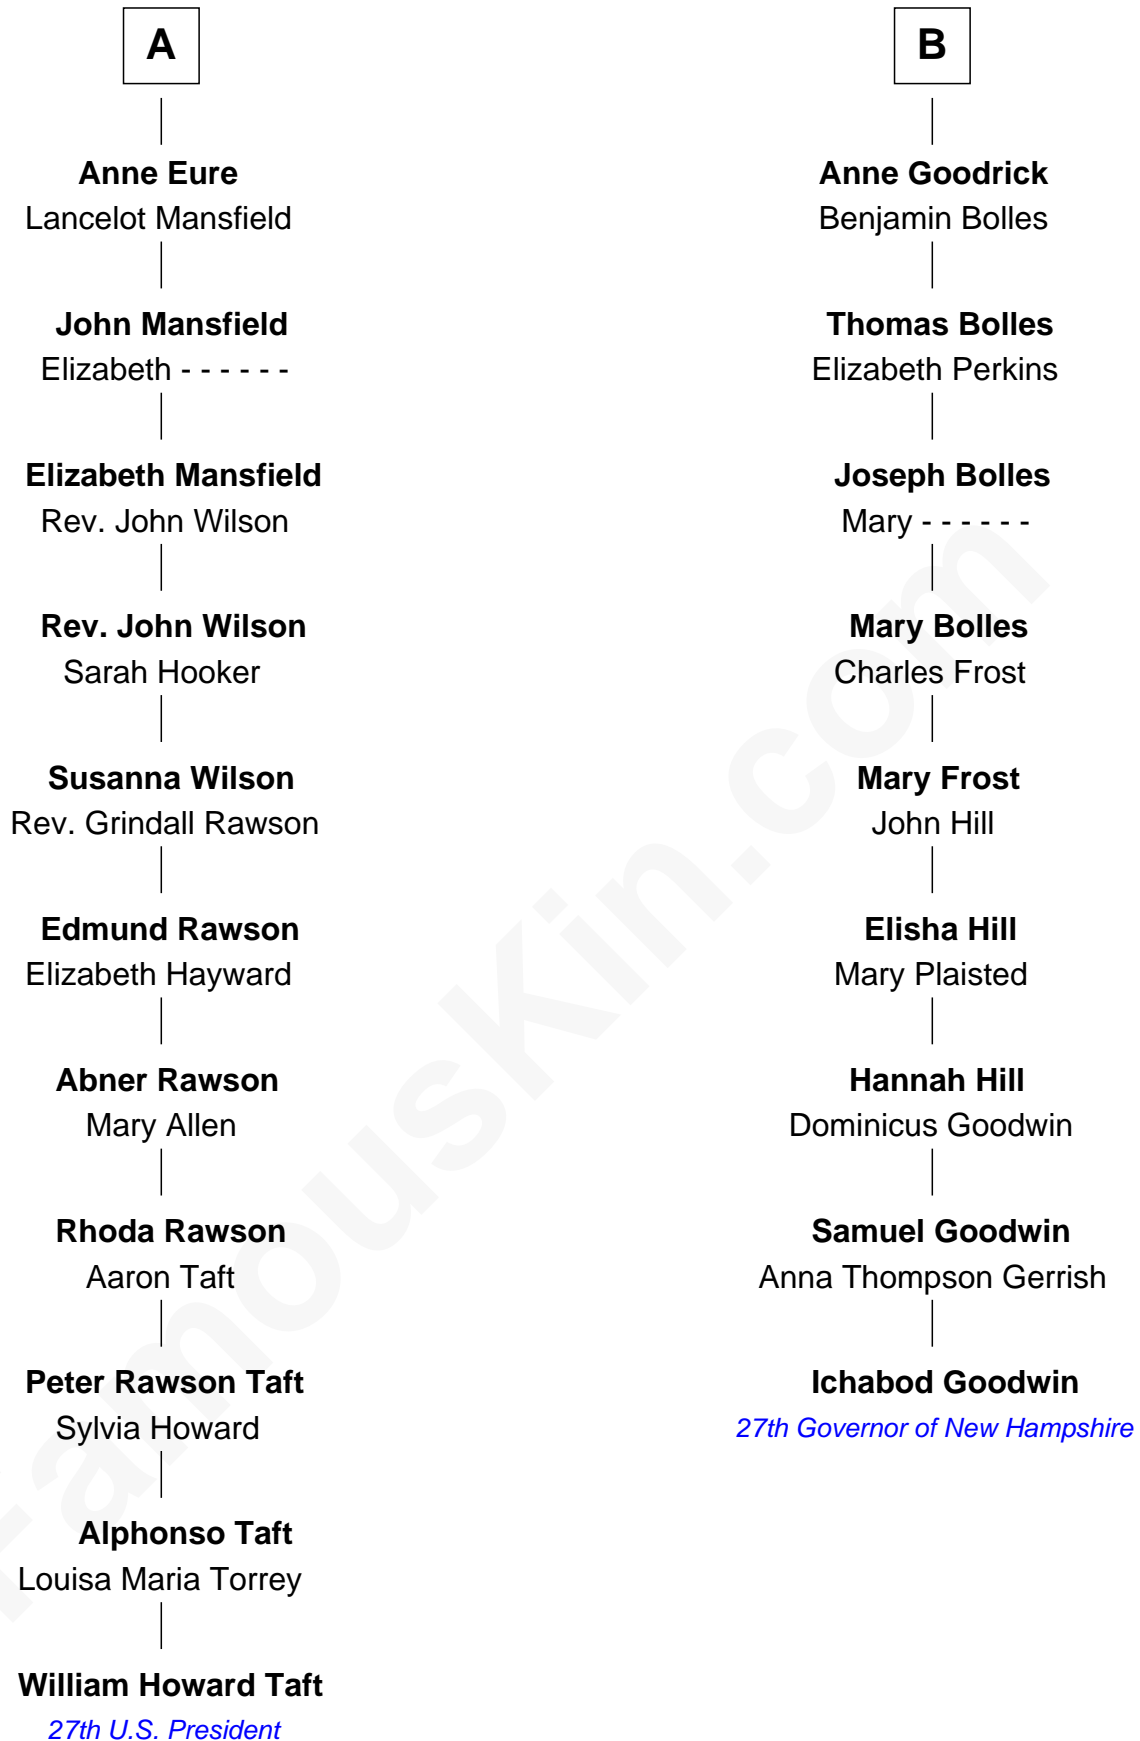 A
Anne Eure
Lancelot Mansfield
John Mansfield
Elizabeth - - - - - -
Elizabeth Mansfield
Rev. John Wilson
Rev. John Wilson
Sarah Hooker
Susanna Wilson
Rev. Grindall Rawson
Edmund Rawson
Elizabeth Hayward
Abner Rawson
Mary Allen
Rhoda Rawson
Aaron Taft
Peter Rawson Taft
Sylvia Howard
Alphonso Taft
Louisa Maria Torrey
William Howard Taft
27th U.S. President
B
Anne Goodrick
Benjamin Bolles
Thomas Bolles
Elizabeth Perkins
Joseph Bolles
Mary - - - - - -
Mary Bolles
Charles Frost
Mary Frost
John Hill
Elisha Hill
Mary Plaisted
Hannah Hill
Dominicus Goodwin
Samuel Goodwin
Anna Thompson Gerrish
Ichabod Goodwin
27th Governor of New Hampshire
FamousKin.com